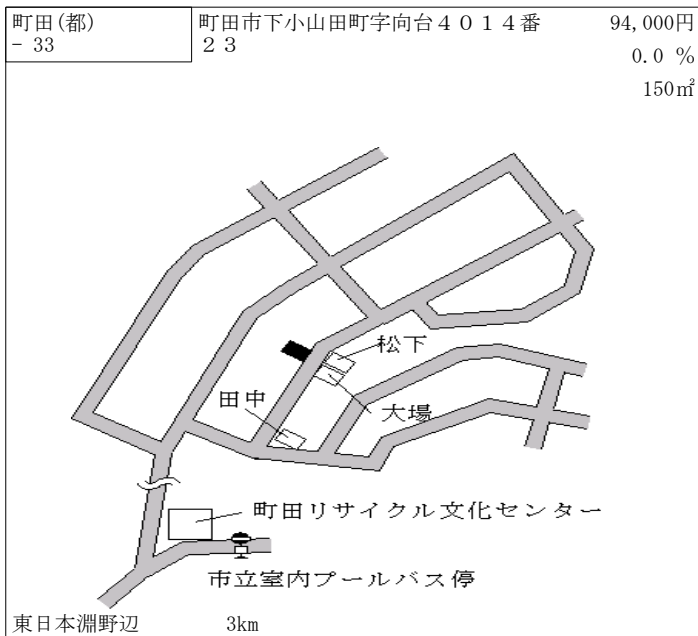 町田(都)
- 33
町田市下小山田町字向台４０１４番
２３
94,000円
0.0 %
150㎡
松下
田中
大場
町田リサイクル文化センター
市立室内プールバス停
東日本淵野辺 3km